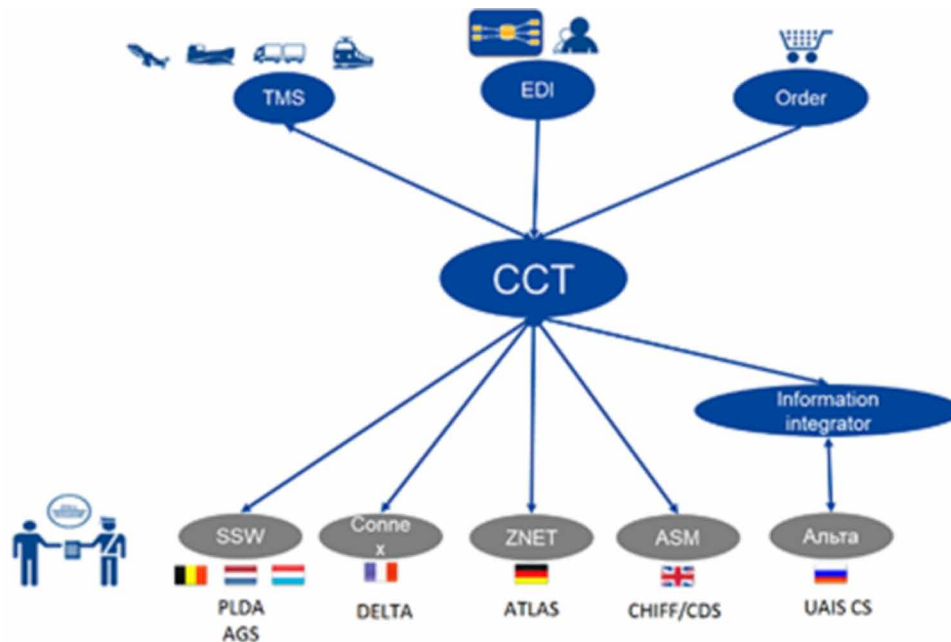 TMS
EDI
Order
CCT
Information
integrator
SSW
Conne
x
ZNET
ASM
Альта
PLDA
AGS
DELTA
ATLAS
CHIFF/CDS
UAIS CS